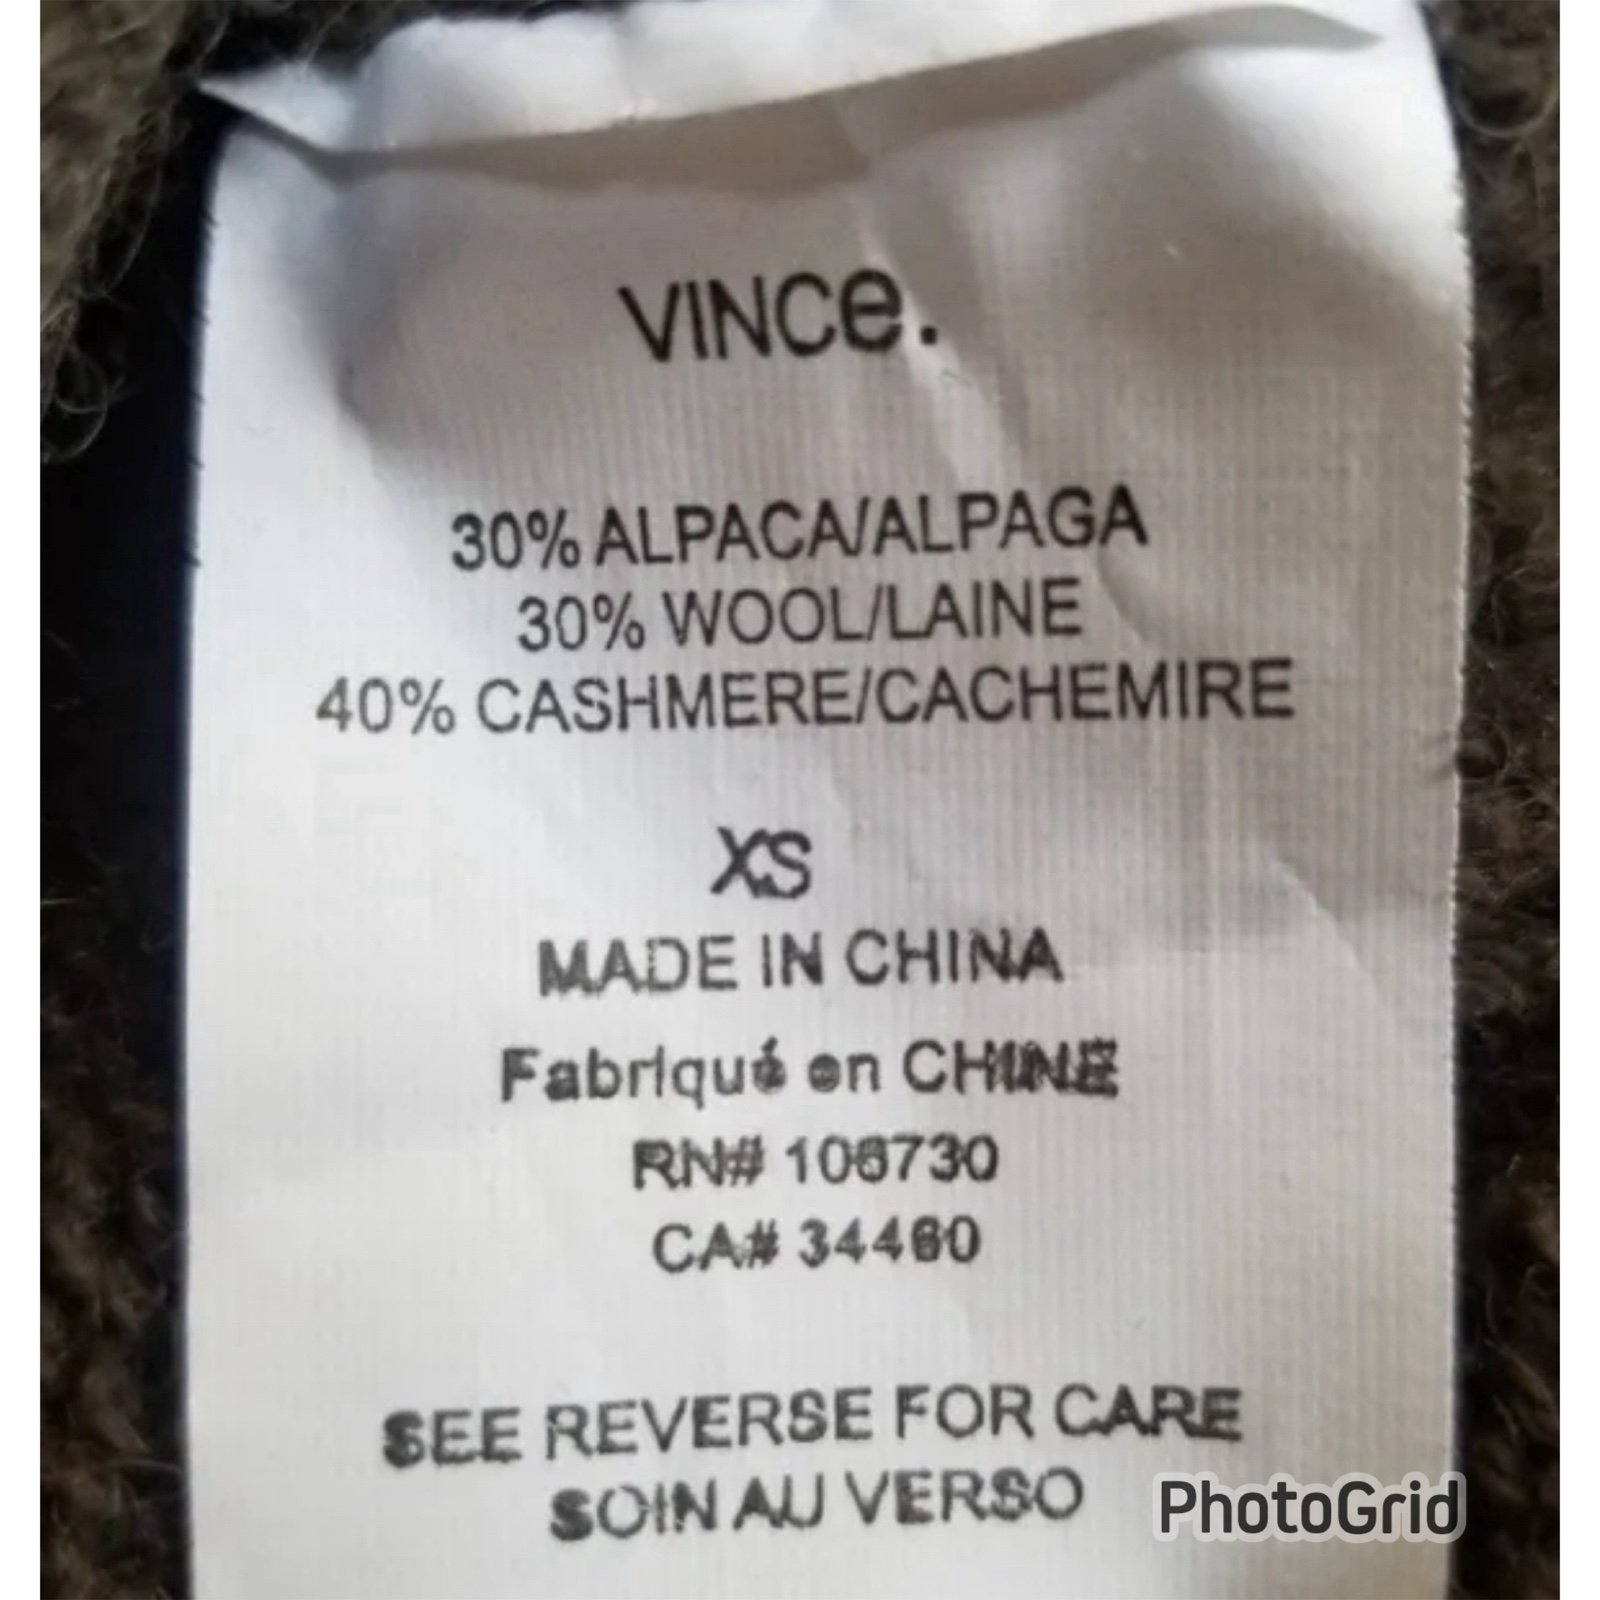 VINCe.
30% ALPACA/ALPAGA
30% WOOL/LAINE
40% CASHMERE/CACHEMIRE
XS
MADE IN CHINA
Fabriqué en CHINE
RN# 106730
CA# 34460
SEE REVERSE FOR CARE
SOIN AU VERSO
PhotoGrid